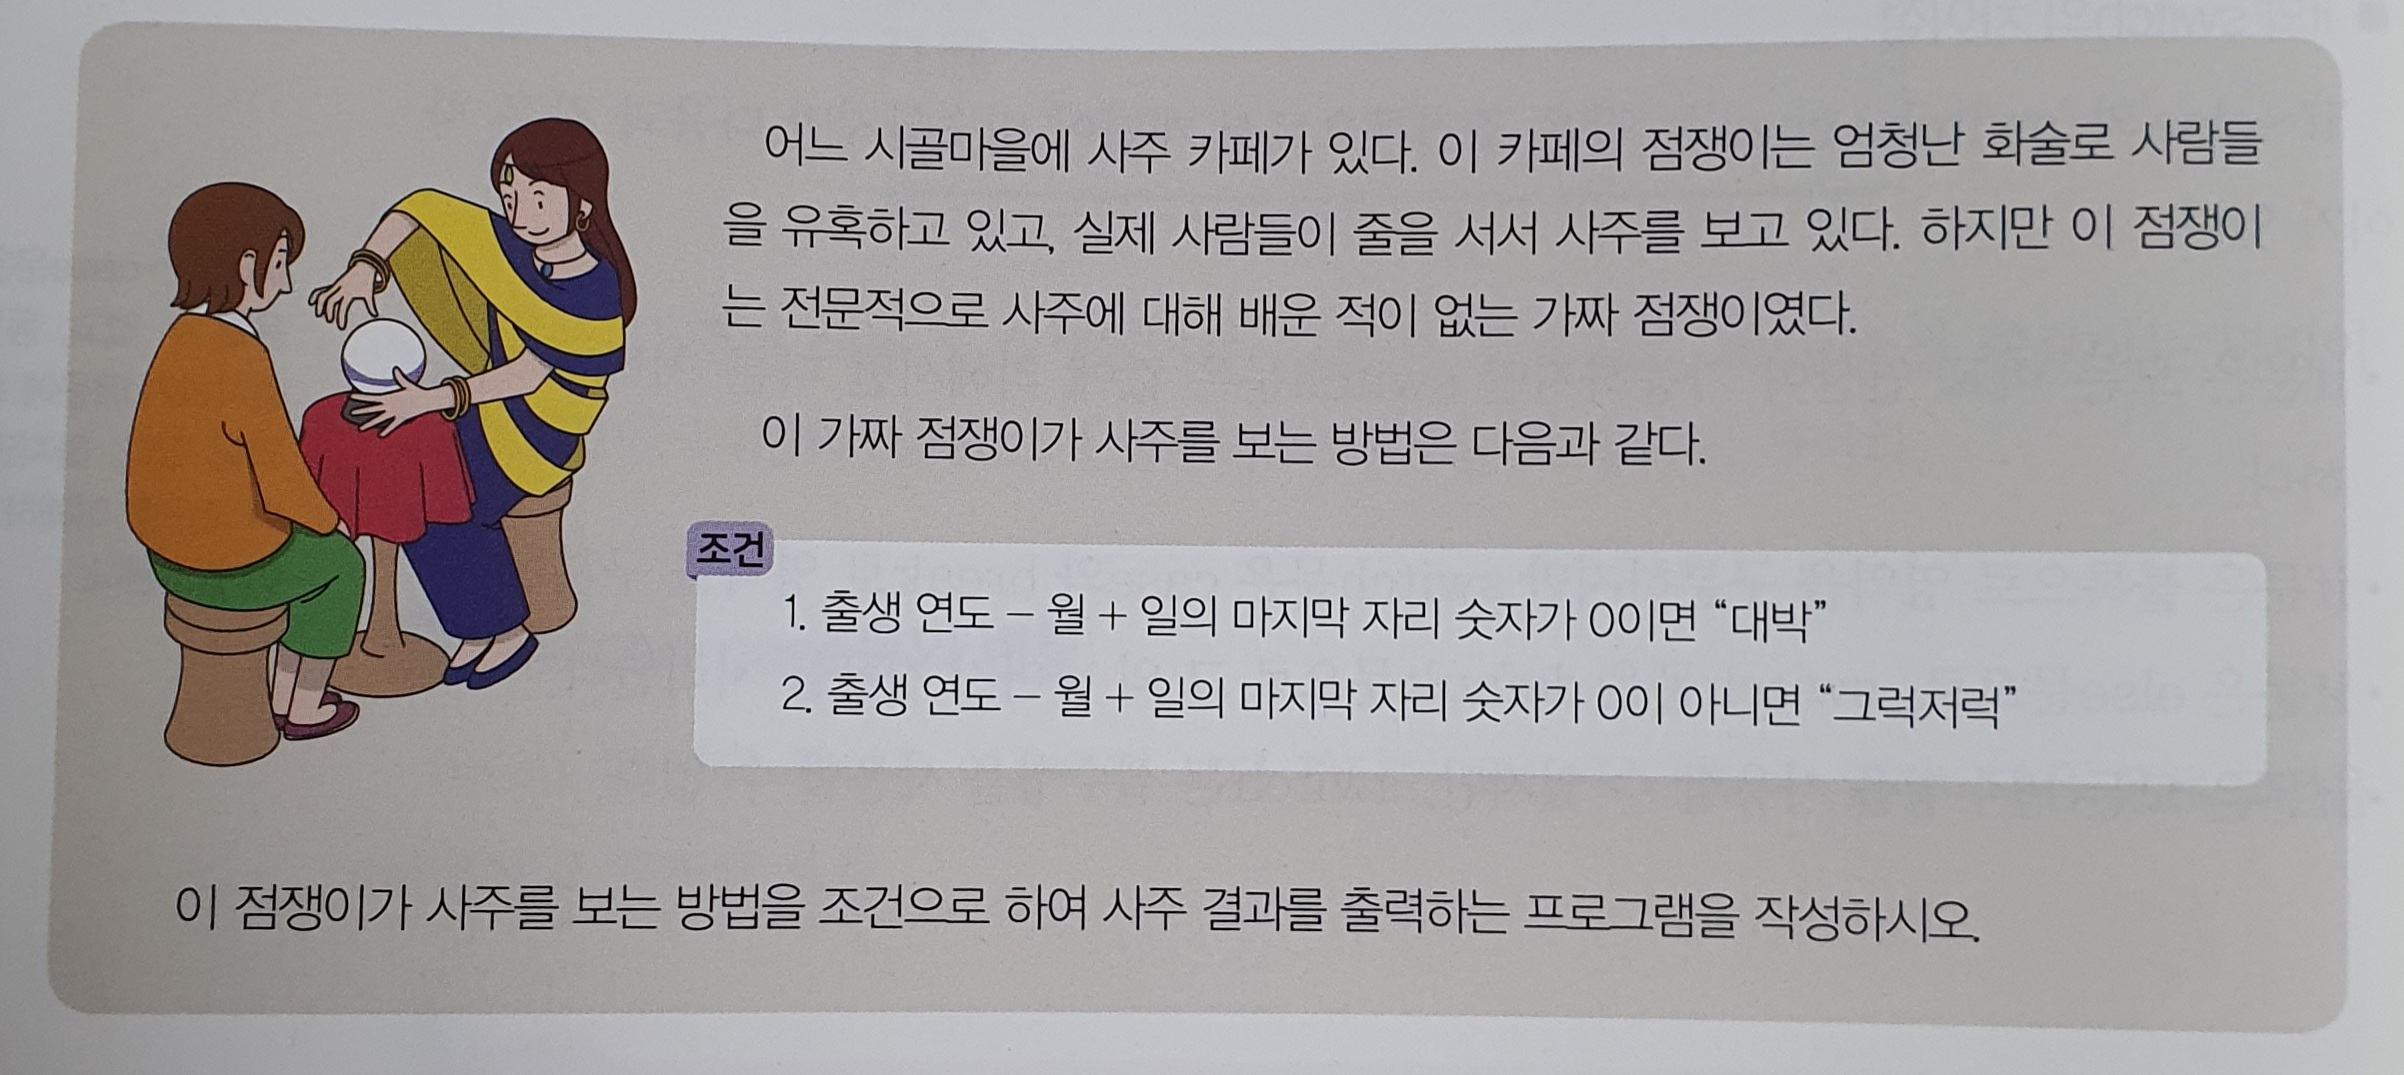 어느 시골마을에 사주 카페가 있다. 이 카페의 점쟁이는 엄청난 화술로 사람들
을 유혹하고 있고, 실제 사람들이 줄을 서서 사주를 보고 있다. 하지만 이 점쟁이
는 전문적으로 사주에 대해 배운 적이 없는 가짜 점쟁이였다.
이 가짜 점쟁이가 사주를 보는 방법은 다음과 같다.
조건
1. 출생 연도 – 월 + 일의 마지막 자리 숫자가 0이면 “대박”
2. 출생 연도 – 월 + 일의 마지막 자리 숫자가 0이 아니면 “그럭저럭”
이 점쟁이가 사주를 보는 방법을 조건으로 하여 사주 결과를 출력하는 프로그램을 작성하시오.